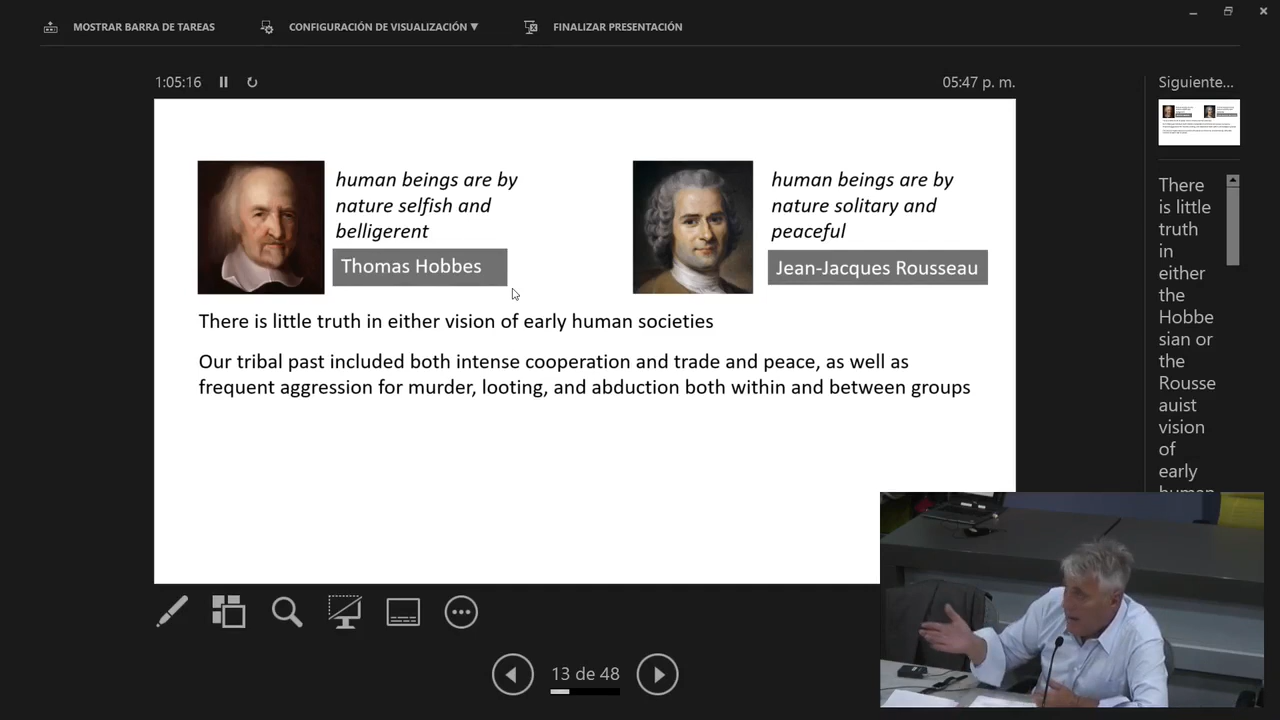 MOSTRAR BARRA DE TAREAS
CONFIGURACIÓN DE VISUALIZACIÓN ▼
FINALIZAR PRESENTACIÓN
1:05:16
05:47 p. m.
human beings are by
nature selfish and
belligerent
Thomas Hobbes
human beings are by
nature solitary and
peaceful
Jean-Jacques Rousseau
There is little truth in either vision of early human societies
Our tribal past included both intense cooperation and trade and peace, as well as
frequent aggression for murder, looting, and abduction both within and between groups
13 de 48
Siguiente...
There
is little
truth
in
either
the
Hobbe
sian or
the
Rousse
auist
vision
of
early